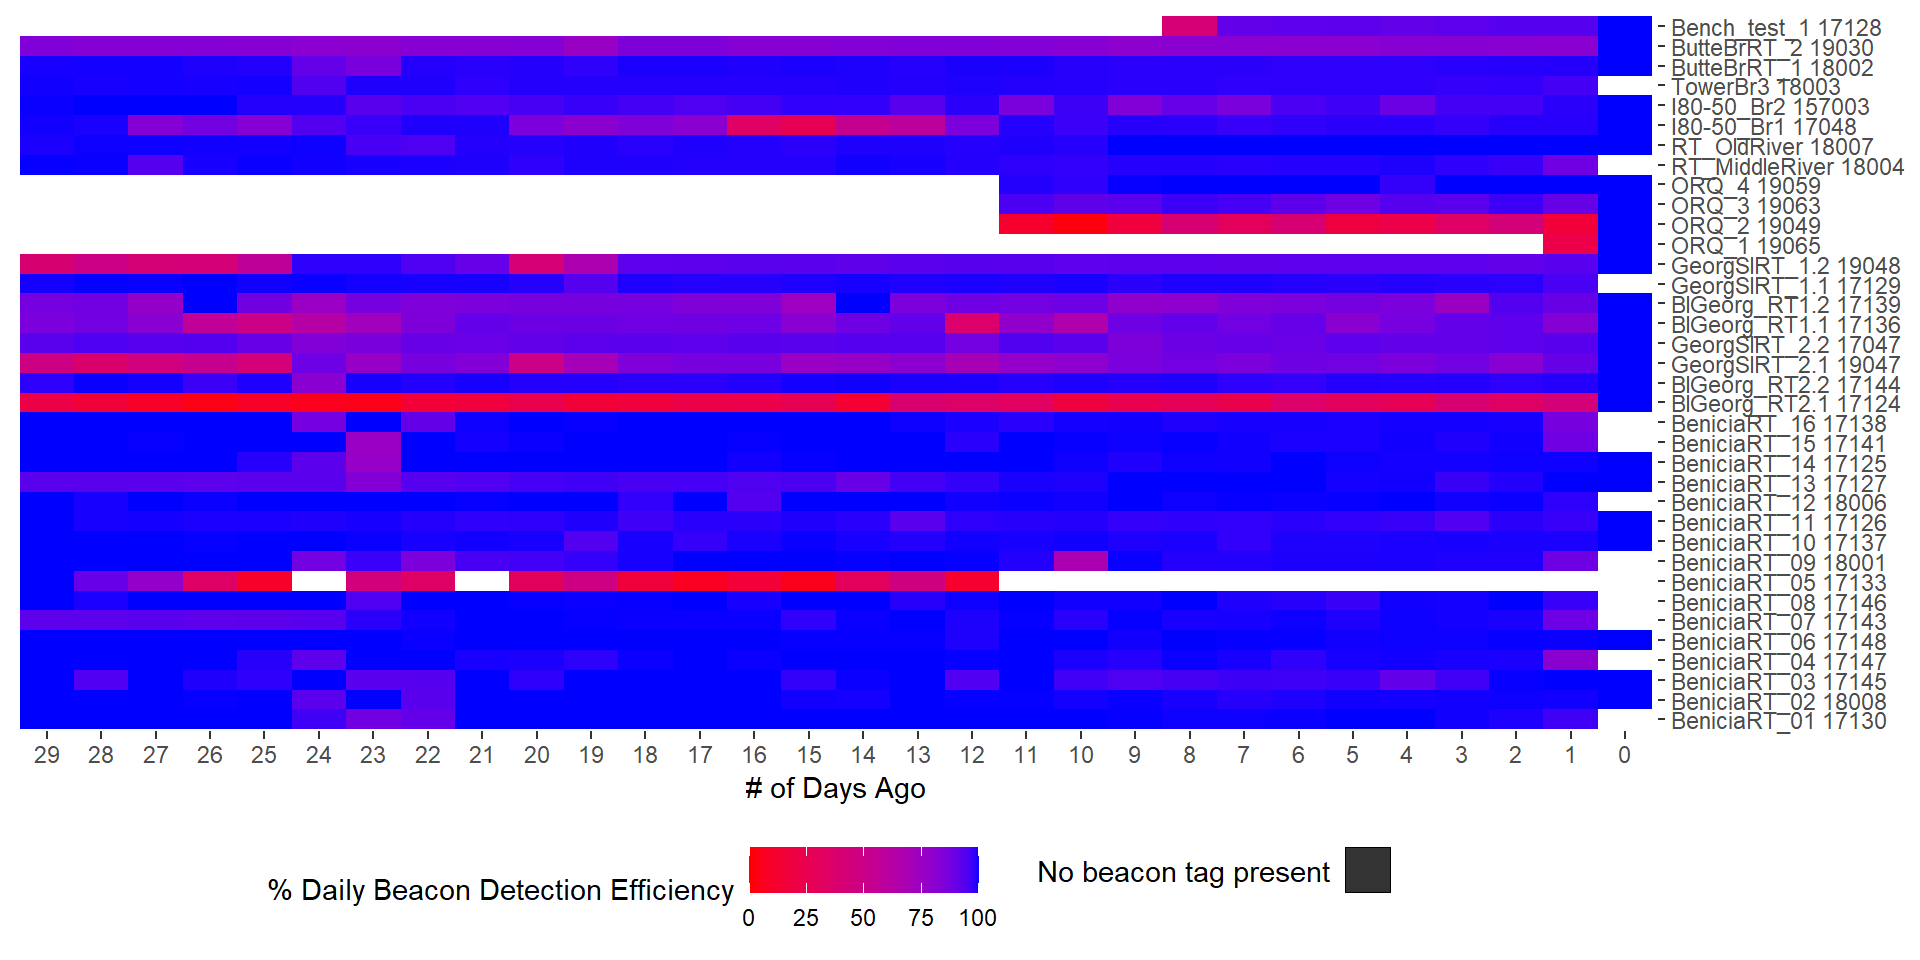 Bench_test_1 17128
ButteBrRT_2 19030
ButteBrRT_1 18002
TowerBr3 18003
I80-50_Br2 157003
I80-50_Br1 17048
RT_OldRiver 18007
RT_MiddleRiver 18004
ORQ_4 19059
ORQ_3 19063
ORQ_2 19049
ORQ_1 19065
GeorgSlRT_1.2 19048
GeorgSlRT_1.1 17129
BlGeorg_RT1.2 17139
BlGeorg_RT1.1 17136
GeorgSlRT_2.2 17047
GeorgSlRT_2.1 19047
BlGeorg_RT2.2 17144
BlGeorg_RT2.1 17124
BeniciaRT_16 17138
BeniciaRT_15 17141
BeniciaRT_14 17125
BeniciaRT_13 17127
BeniciaRT_12 18006
BeniciaRT_11 17126
BeniciaRT_10 17137
BeniciaRT_09 18001
BeniciaRT_05 17133
BeniciaRT_08 17146
BeniciaRT_07 17143
BeniciaRT_06 17148
BeniciaRT_04 17147
BeniciaRT_03 17145
BeniciaRT_02 18008
BeniciaRT_01 17130
29 28 27 26 25 24 23 22 21 20 19 18 17 16 15 14 13 12 11 10 9 8 7 6 5 4 3 2 1 0
# of Days Ago
% Daily Beacon Detection Efficiency
0 25 50 75 100
No beacon tag present